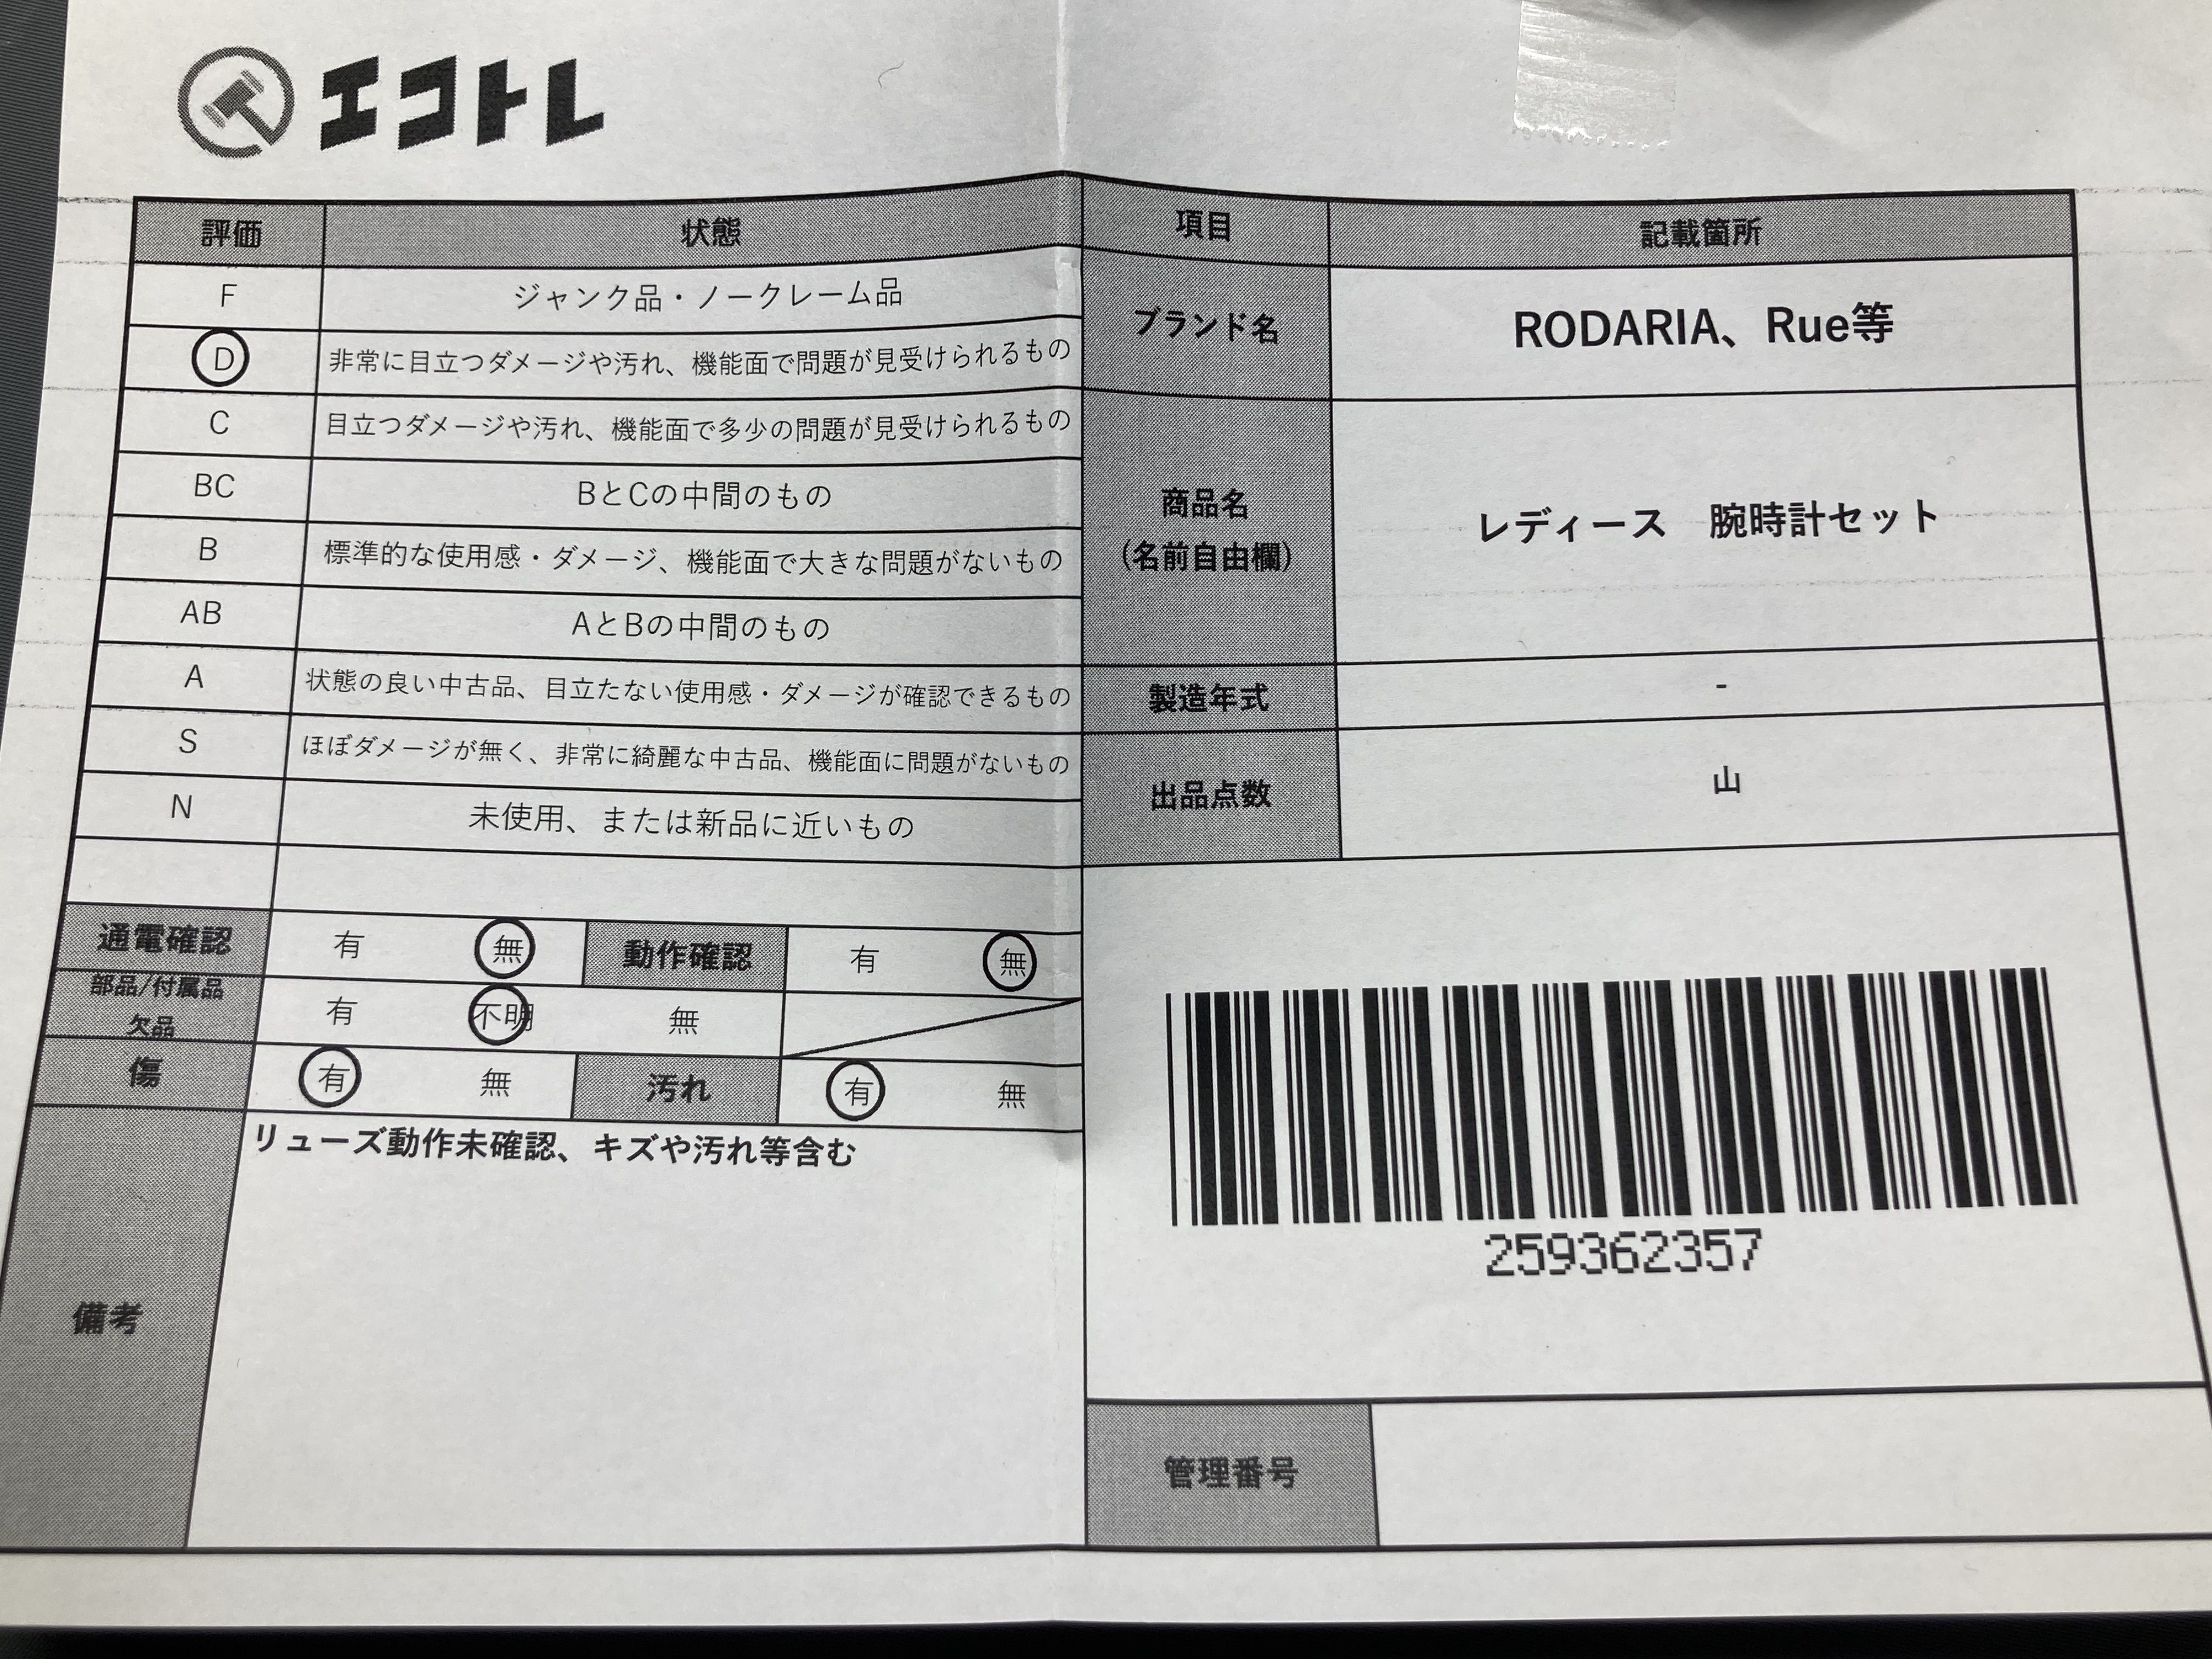 エコトレ
評価 状態
F ジャンク品・ノークレーム品
D 非常に目立つダメージや汚れ、機能面で問題が見受けられるもの
C 目立つダメージや汚れ、機能面で多少の問題が見受けられるもの
BC BとCの中間のもの
B 標準的な使用感・ダメージ、機能面で大きな問題がないもの
AB AとBの中間のもの
A 状態の良い中古品、目立たない使用感・ダメージが確認できるもの
S ほぼダメージが無く、非常に綺麗な中古品、機能面に問題がないもの
N 未使用、または新品に近いもの
通電確認 有 無 動作確認 有 無
部品/付属品
欠品 有 不明 無
傷 有 無 汚れ 有 無
備考 リューズ動作未確認、キズや汚れ等含む
項目 記載箇所
ブランド名 RODARIA、Rue等
商品名
(名前自由欄) レディース 腕時計セット
製造年式 -
出品点数 山
259362357
管理番号